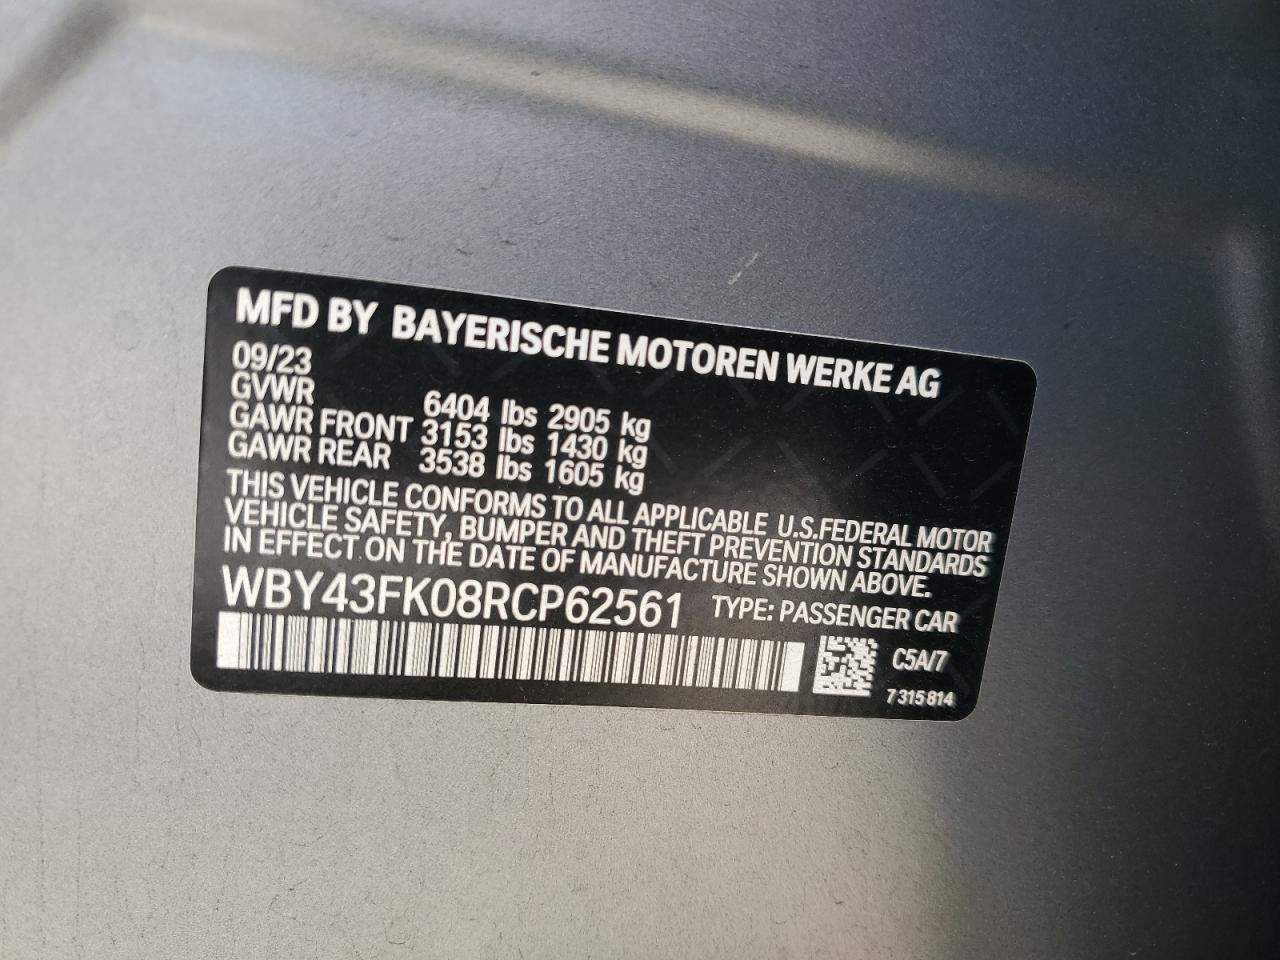 MFD BY BAYERISCHE MOTOREN WERKE AG
09/23
GVWR 6404 lbs 2905 kg
GAWR FRONT 3153 lbs 1430 kg
GAWR REAR 3538 lbs 1605 kg
THIS VEHICLE CONFORMS TO ALL APPLICABLE U.S.FEDERAL MOTOR
VEHICLE SAFETY, BUMPER AND THEFT PREVENTION STANDARDS
IN EFFECT ON THE DATE OF MANUFACTURE SHOWN ABOVE.
WBY43FK08RCP62561 TYPE: PASSENGER CAR
C5A/7
7 315 814